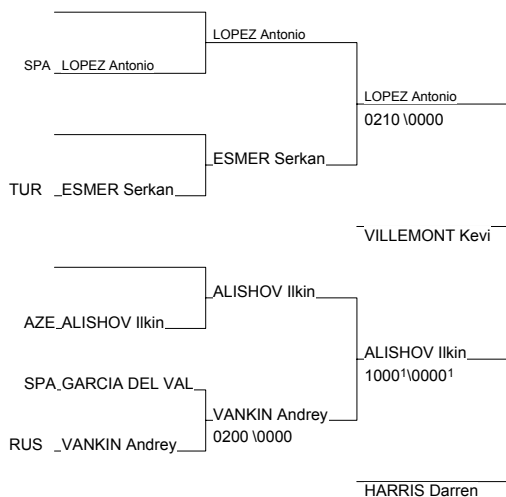 LOPEZ Antonio
SPA LOPEZ Antonio
LOPEZ Antonio
0210 \0000
ESMER Serkan
TUR ESMER Serkan
VILLEMONT Kevi
ALISHOV Ilkin
AZE ALISHOV Ilkin
ALISHOV Ilkin
1000¹\0000¹
SPA GARCIA DEL VAL
VANKIN Andrey
0200 \0000
RUS VANKIN Andrey
HARRIS Darren